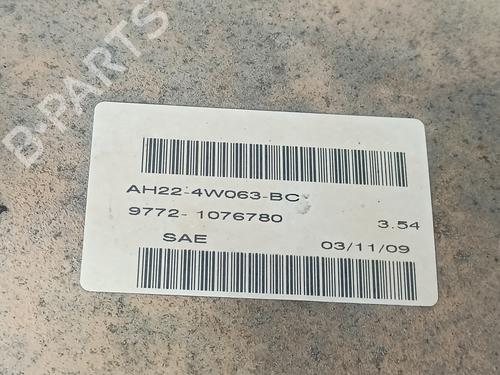 B-PARTS
AH22-4W063-BC
9772- 1076780 3.54
SAE 03/11/09